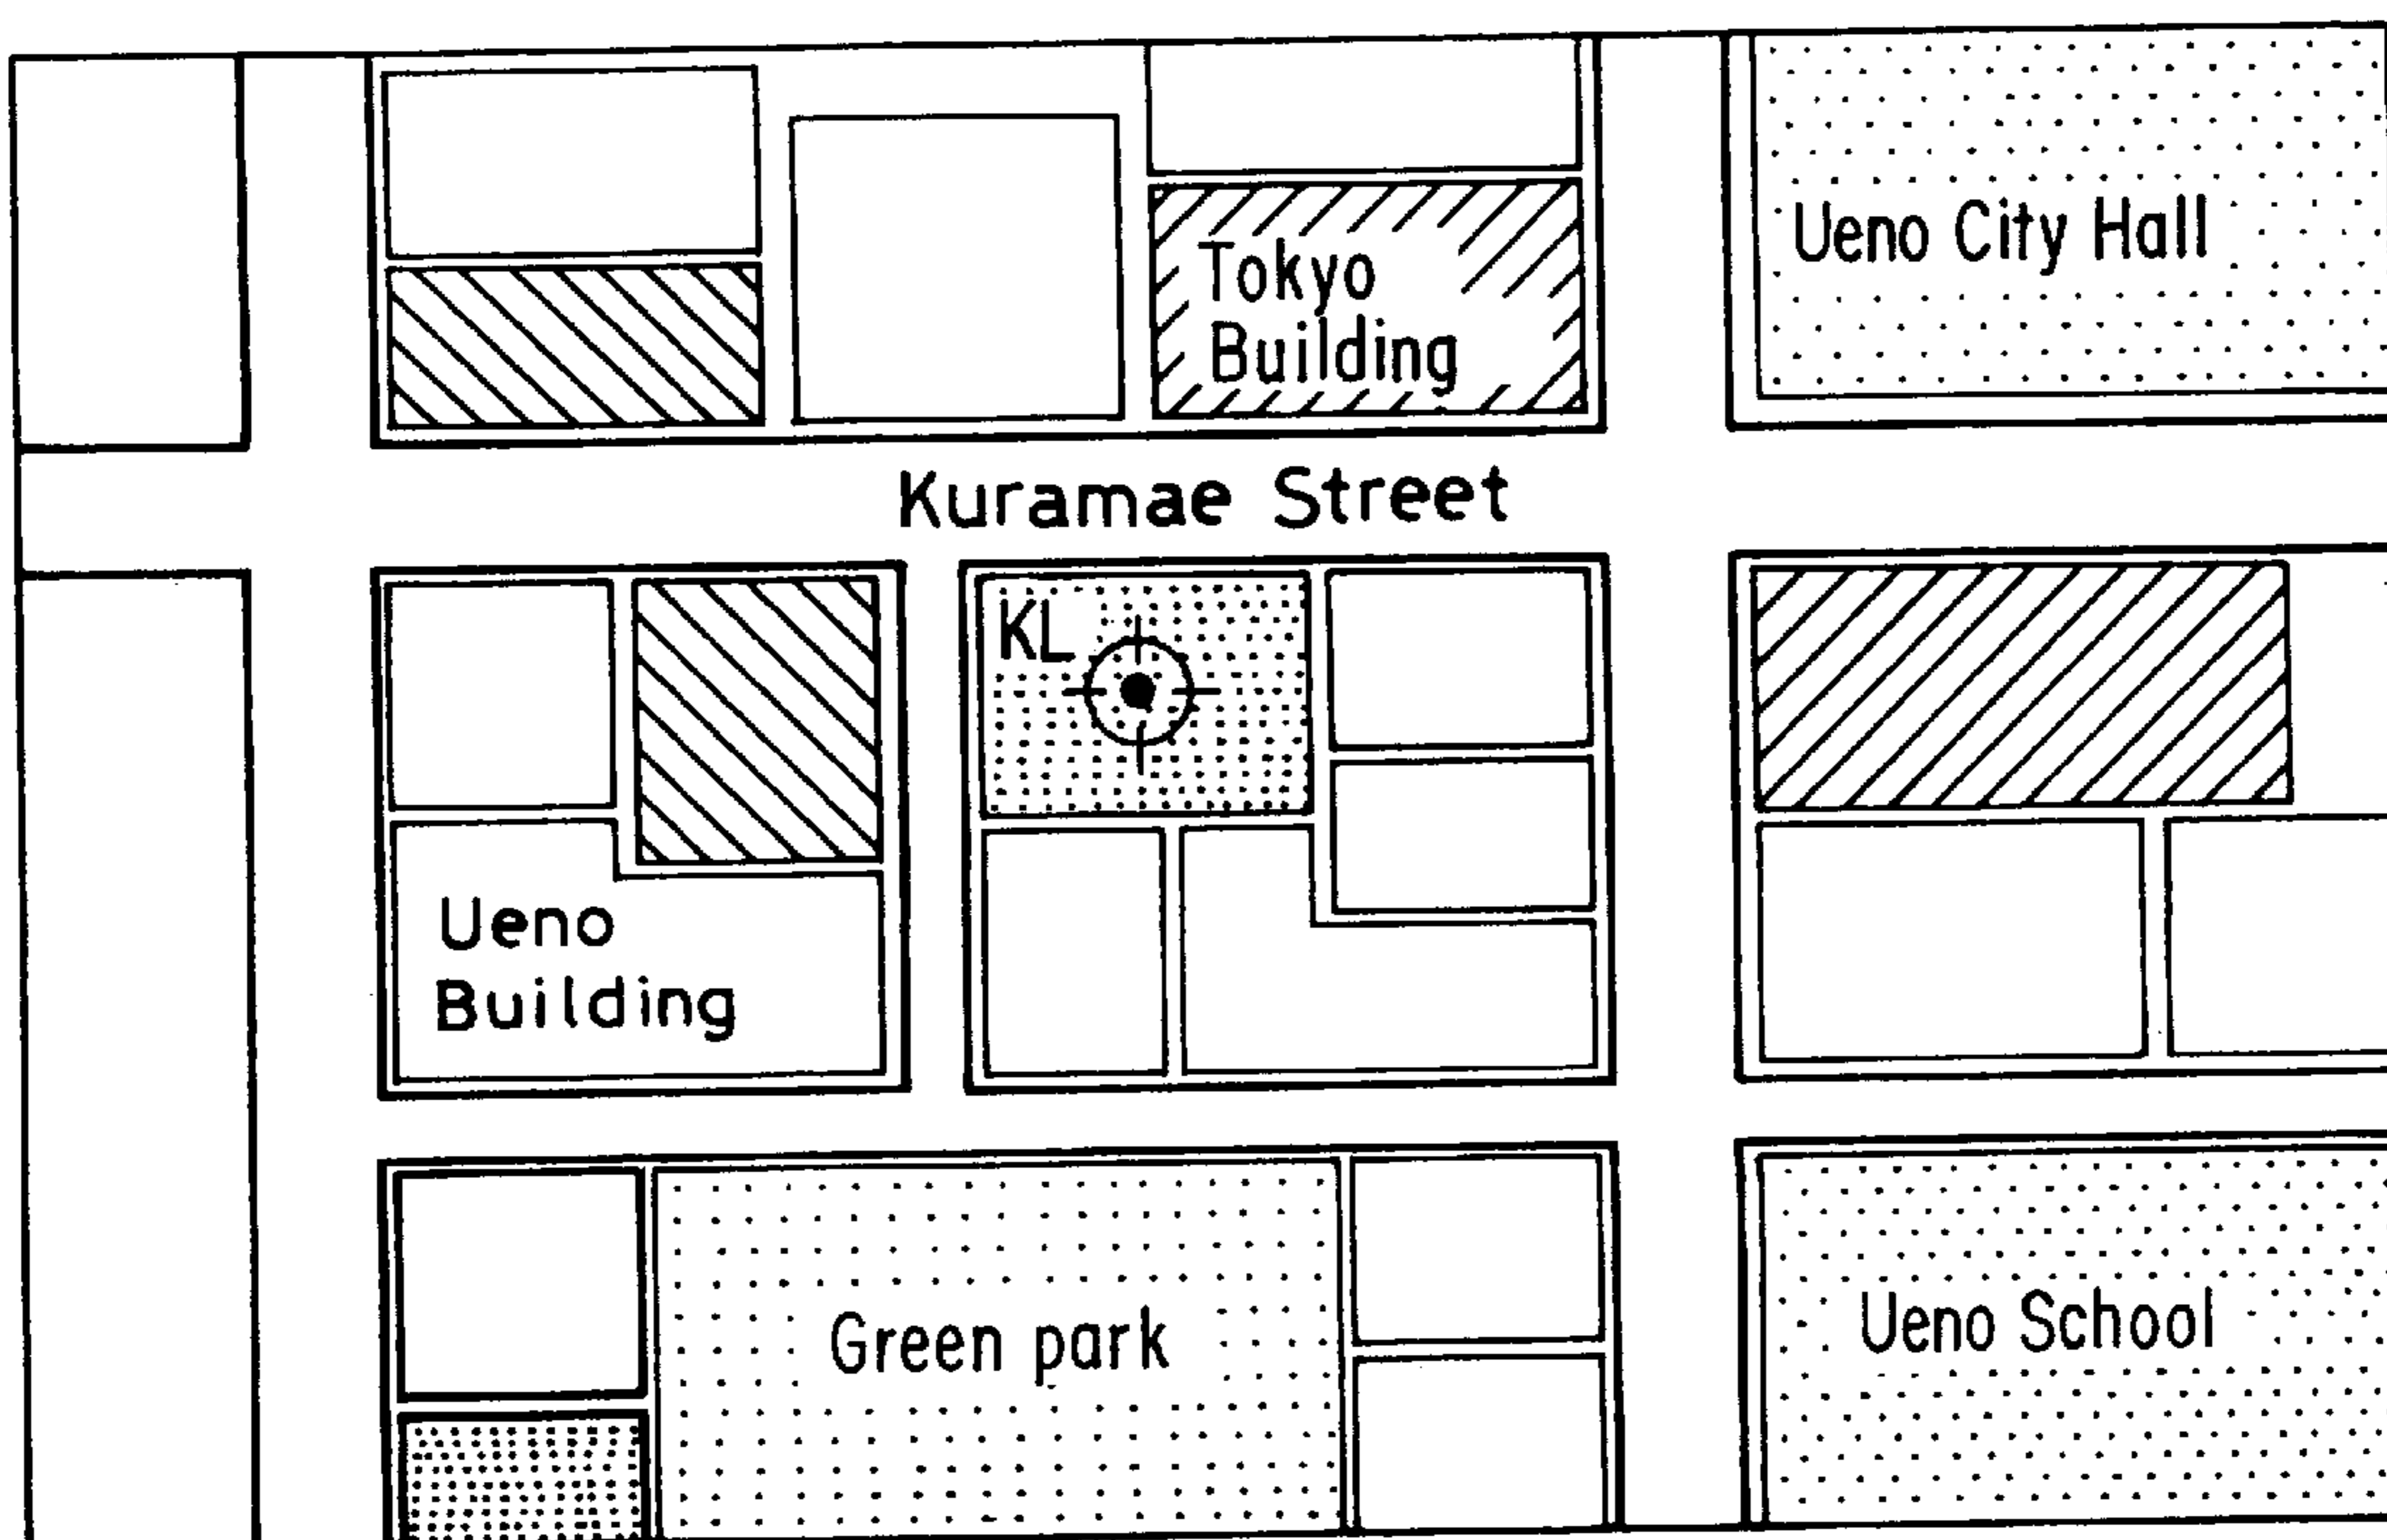 Ueno City Hall
Tokyo
Building
Kuramae Street
KL
Ueno
Building
Green park
Ueno School